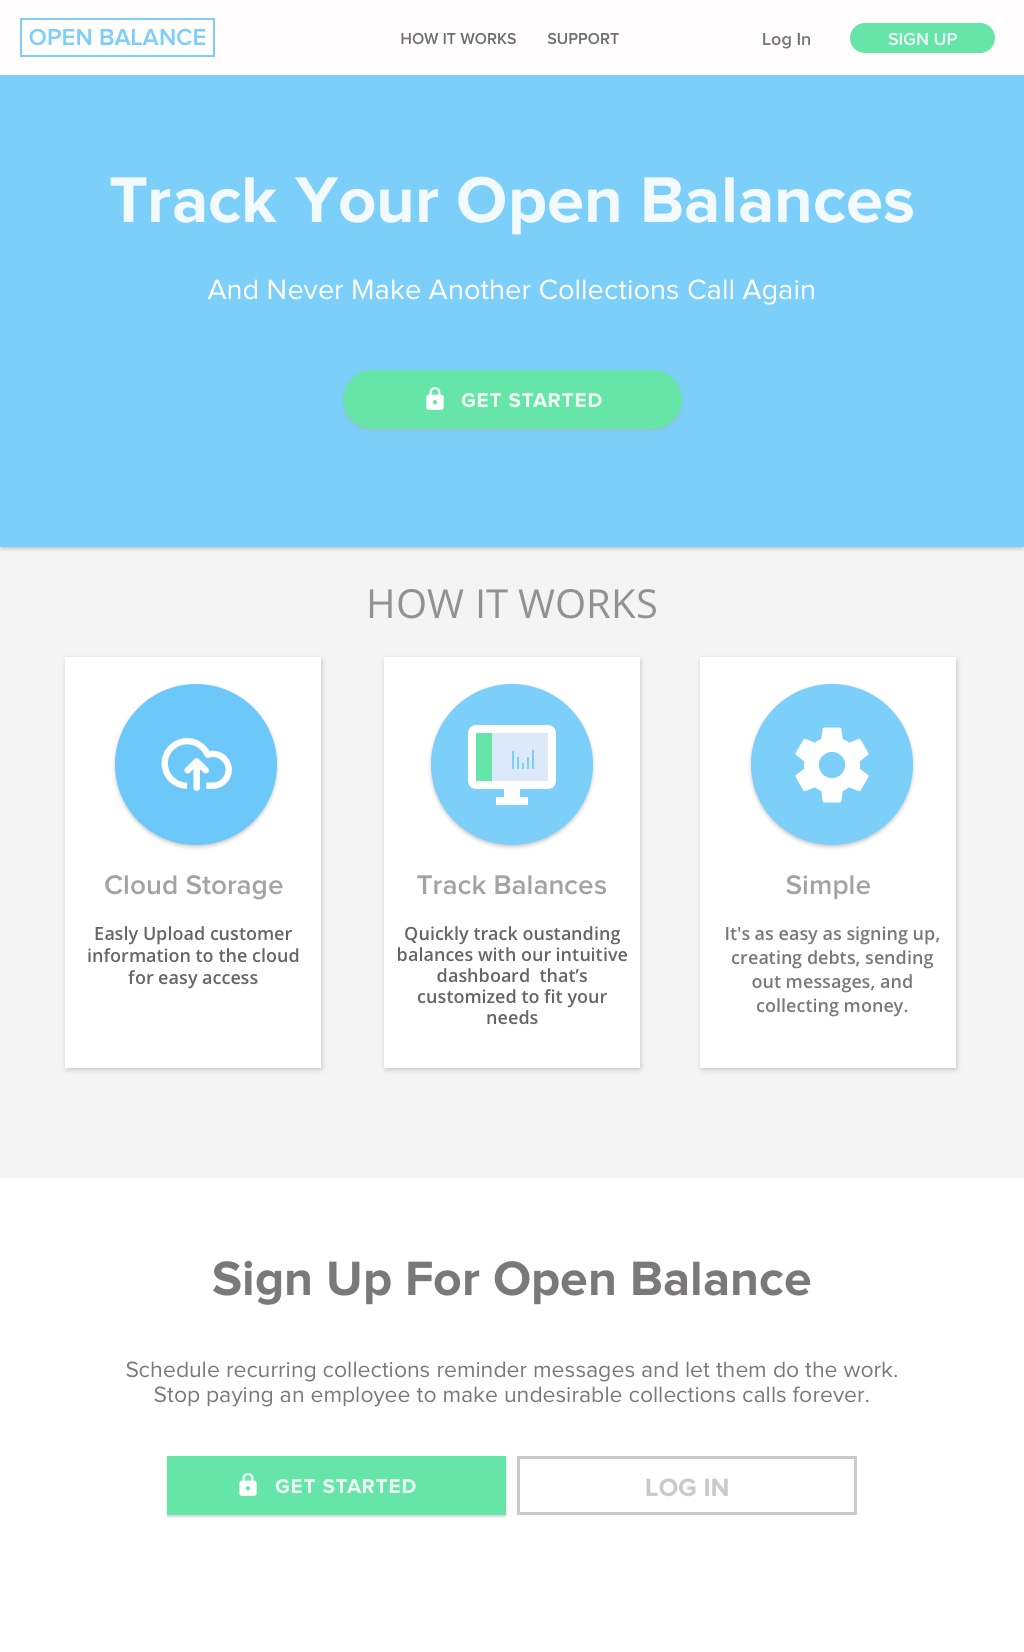 OPEN BALANCE
HOW IT WORKS
SUPPORT
Log In
SIGN UP
Track Your Open Balances
And Never Make Another Collections Call Again
GET STARTED
HOW IT WORKS
Cloud Storage
Easly Upload customer
information to the cloud
for easy access
Track Balances
Quickly track oustanding
balances with our intuitive
dashboard  that’s
customized to fit your
needs
Simple
It's as easy as signing up,
creating debts, sending
out messages, and
collecting money.
Sign Up For Open Balance
Schedule recurring collections reminder messages and let them do the work.
Stop paying an employee to make undesirable collections calls forever.
GET STARTED
LOG IN